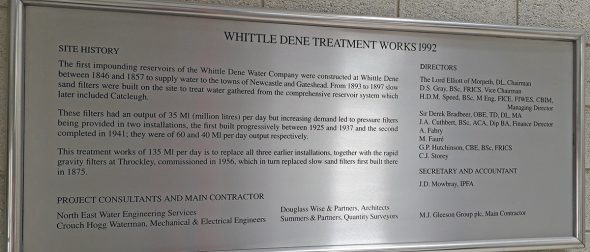 WHITTLE DENE TREATMENT WORKS 1992
SITE HISTORY
The first impounding reservoirs of the Whittle Dene Water Company were constructed at Whittle Dene
between 1846 and 1857 to supply water to the towns of Newcastle and Gateshead. From 1893 to 1897 slow
sand filters were built on the site to treat water gathered from the comprehensive reservoir system which
later included Catcleugh.
These filters had an output of 35 Ml (million litres) per day but increasing demand led to pressure filters
being provided in two installations, the first built progressively between 1925 and 1937 and the second
completed in 1941; they were of 60 and 40 Ml per day output respectively.
This treatment works of 135 Ml per day is to replace all three earlier installations, together with the rapid
gravity filters at Throckley, commissioned in 1956, which in turn replaced slow sand filters first built there
in 1875.
PROJECT CONSULTANTS AND MAIN CONTRACTOR
North East Water Engineering Services
Crouch Hogg Waterman, Mechanical & Electrical Engineers
Douglass Wise & Partners, Architects
Summers & Partners, Quantity Surveyors
DIRECTORS
The Lord Elliott of Morpeth, DL, Chairman
D.S. Gray, BSc, FRICS, Vice Chairman
H.D.M. Speed, BSc, M Eng, FICE, FIWES, CBIM,
Managing Director
Sir Derek Bradbeer, OBE, TD, DL, MA
J.A. Cuthbert, BSc, ACA, Dip BA, Finance Director
A. Fabry
M. Fauré
G.P. Hutchinson, CBE, BSc, FRICS
C.J. Storey
SECRETARY AND ACCOUNTANT
J.D. Mowbray, IPFA
M.J. Gleeson Group plc, Main Contractor